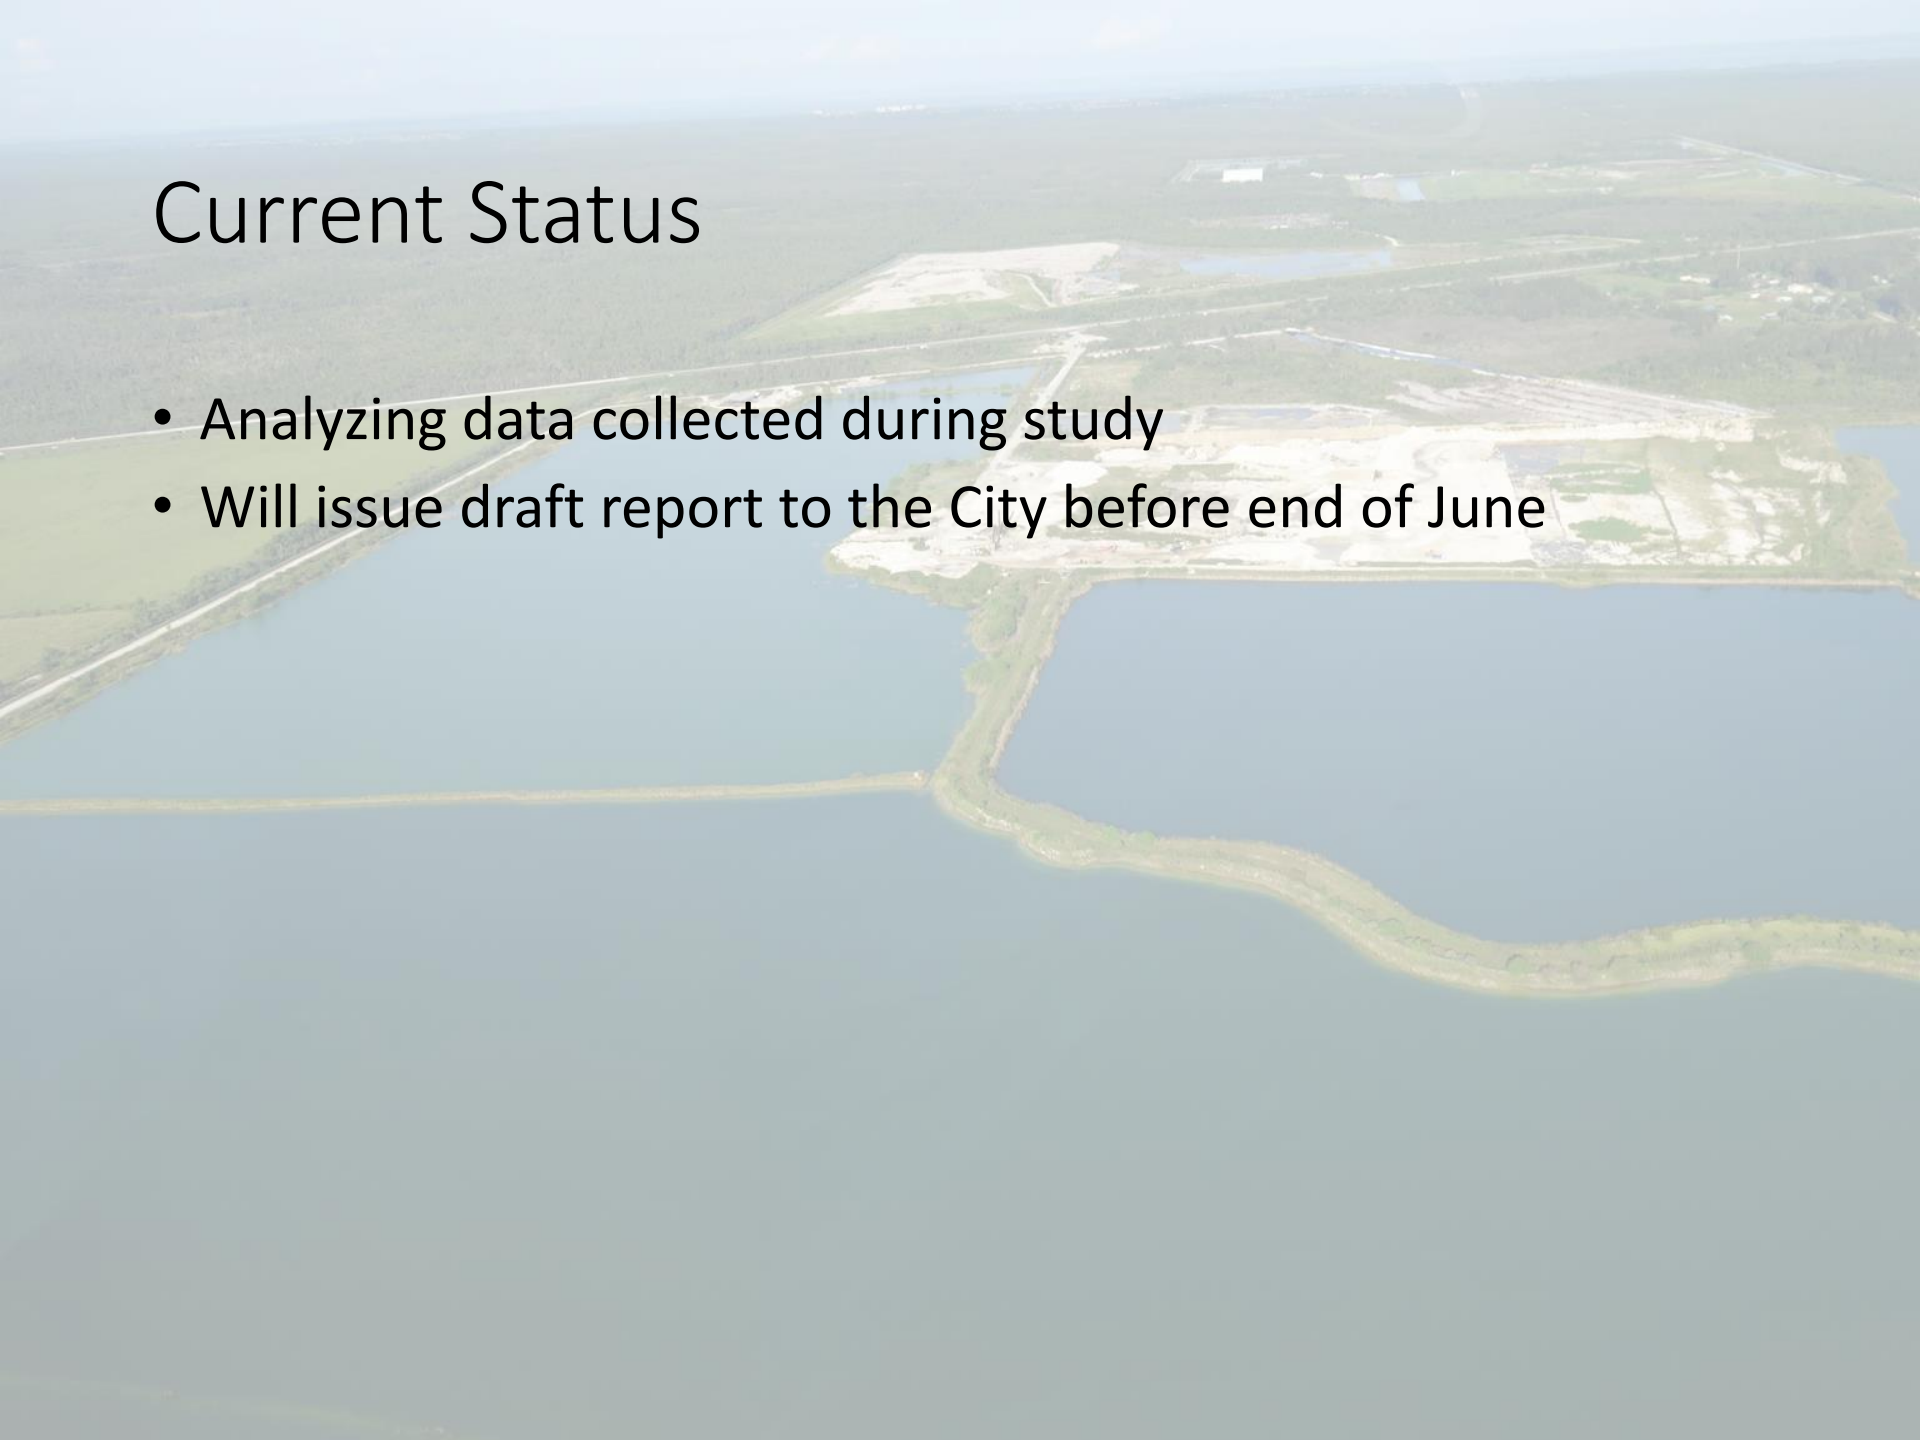 Current Status
• Analyzing data collected during study
• Will issue draft report to the City before end of June